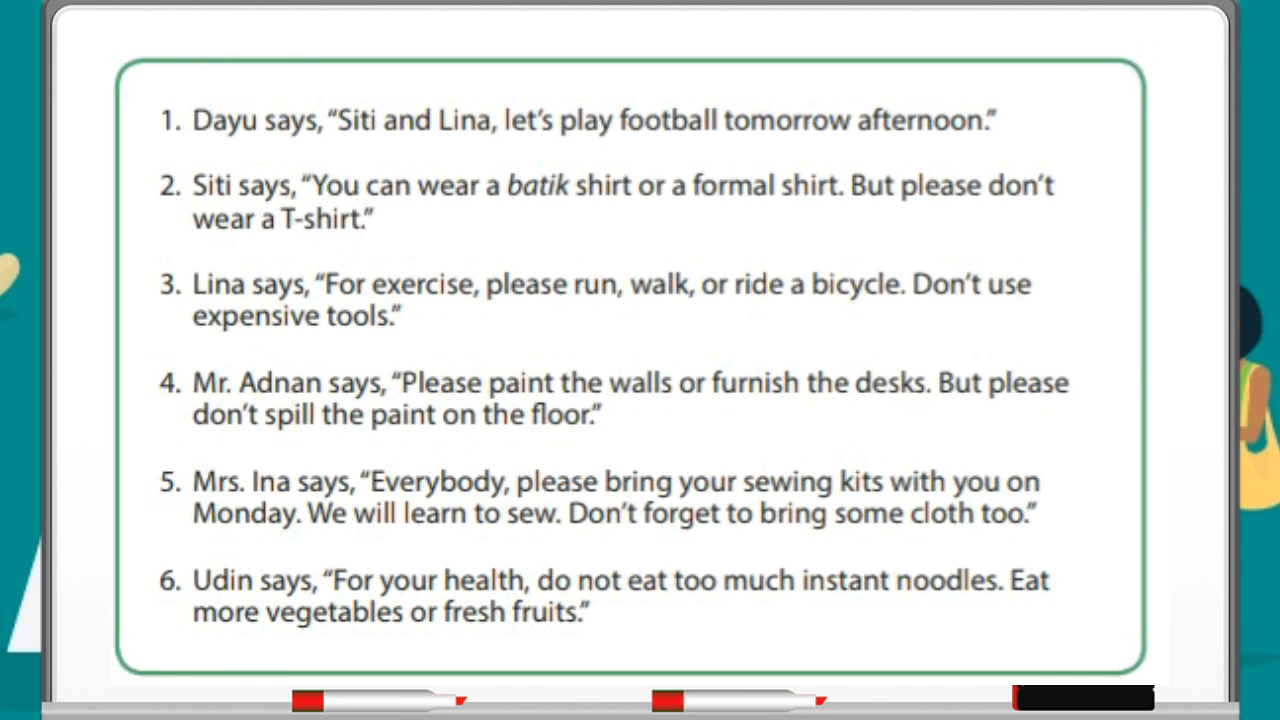 1. Dayu says, “Siti and Lina, let’s play football tomorrow afternoon.”
2. Siti says, “You can wear a batik shirt or a formal shirt. But please don’t
wear a T-shirt.”
3. Lina says, “For exercise, please run, walk, or ride a bicycle. Don’t use
expensive tools.”
4. Mr. Adnan says, “Please paint the walls or furnish the desks. But please
don’t spill the paint on the floor.”
5. Mrs. Ina says, “Everybody, please bring your sewing kits with you on
Monday. We will learn to sew. Don’t forget to bring some cloth too.”
6. Udin says, “For your health, do not eat too much instant noodles. Eat
more vegetables or fresh fruits.”